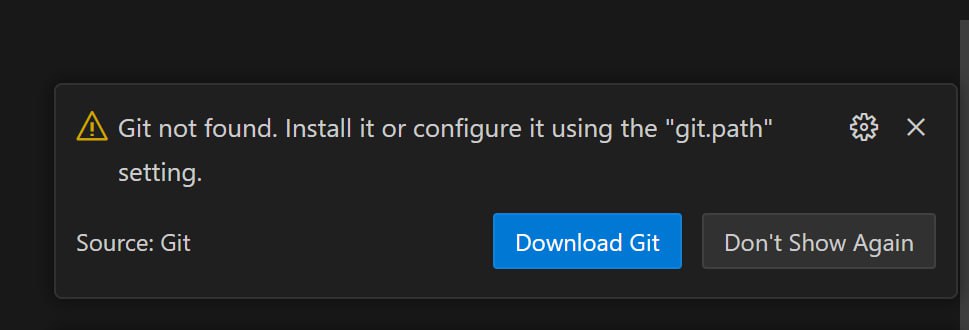 Git not found. Install it or configure it using the "git.path"
setting.
Source: Git
Download Git
Don't Show Again